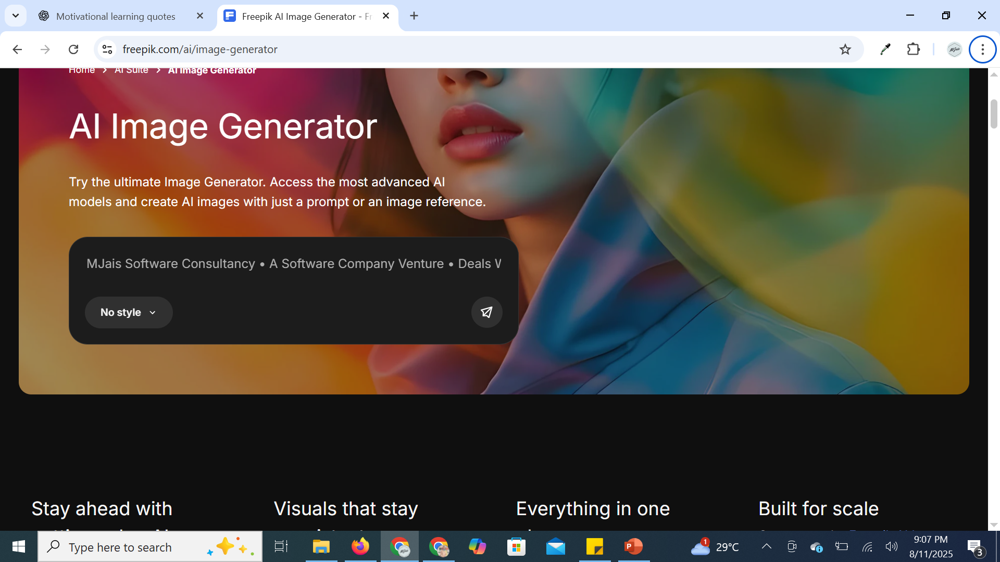 Motivational learning quotes
Freepik AI Image Generator - Fr
freepik.com/ai/image-generator
Home > AI Suite > AI Image Generator
AI Image Generator
Try the ultimate Image Generator. Access the most advanced AI
models and create AI images with just a prompt or an image reference.
MJais Software Consultancy • A Software Company Venture • Deals W
No style
Stay ahead with
Visuals that stay
Everything in one
Built for scale
Type here to search
1
29°C
9:07 PM
8/11/2025
3